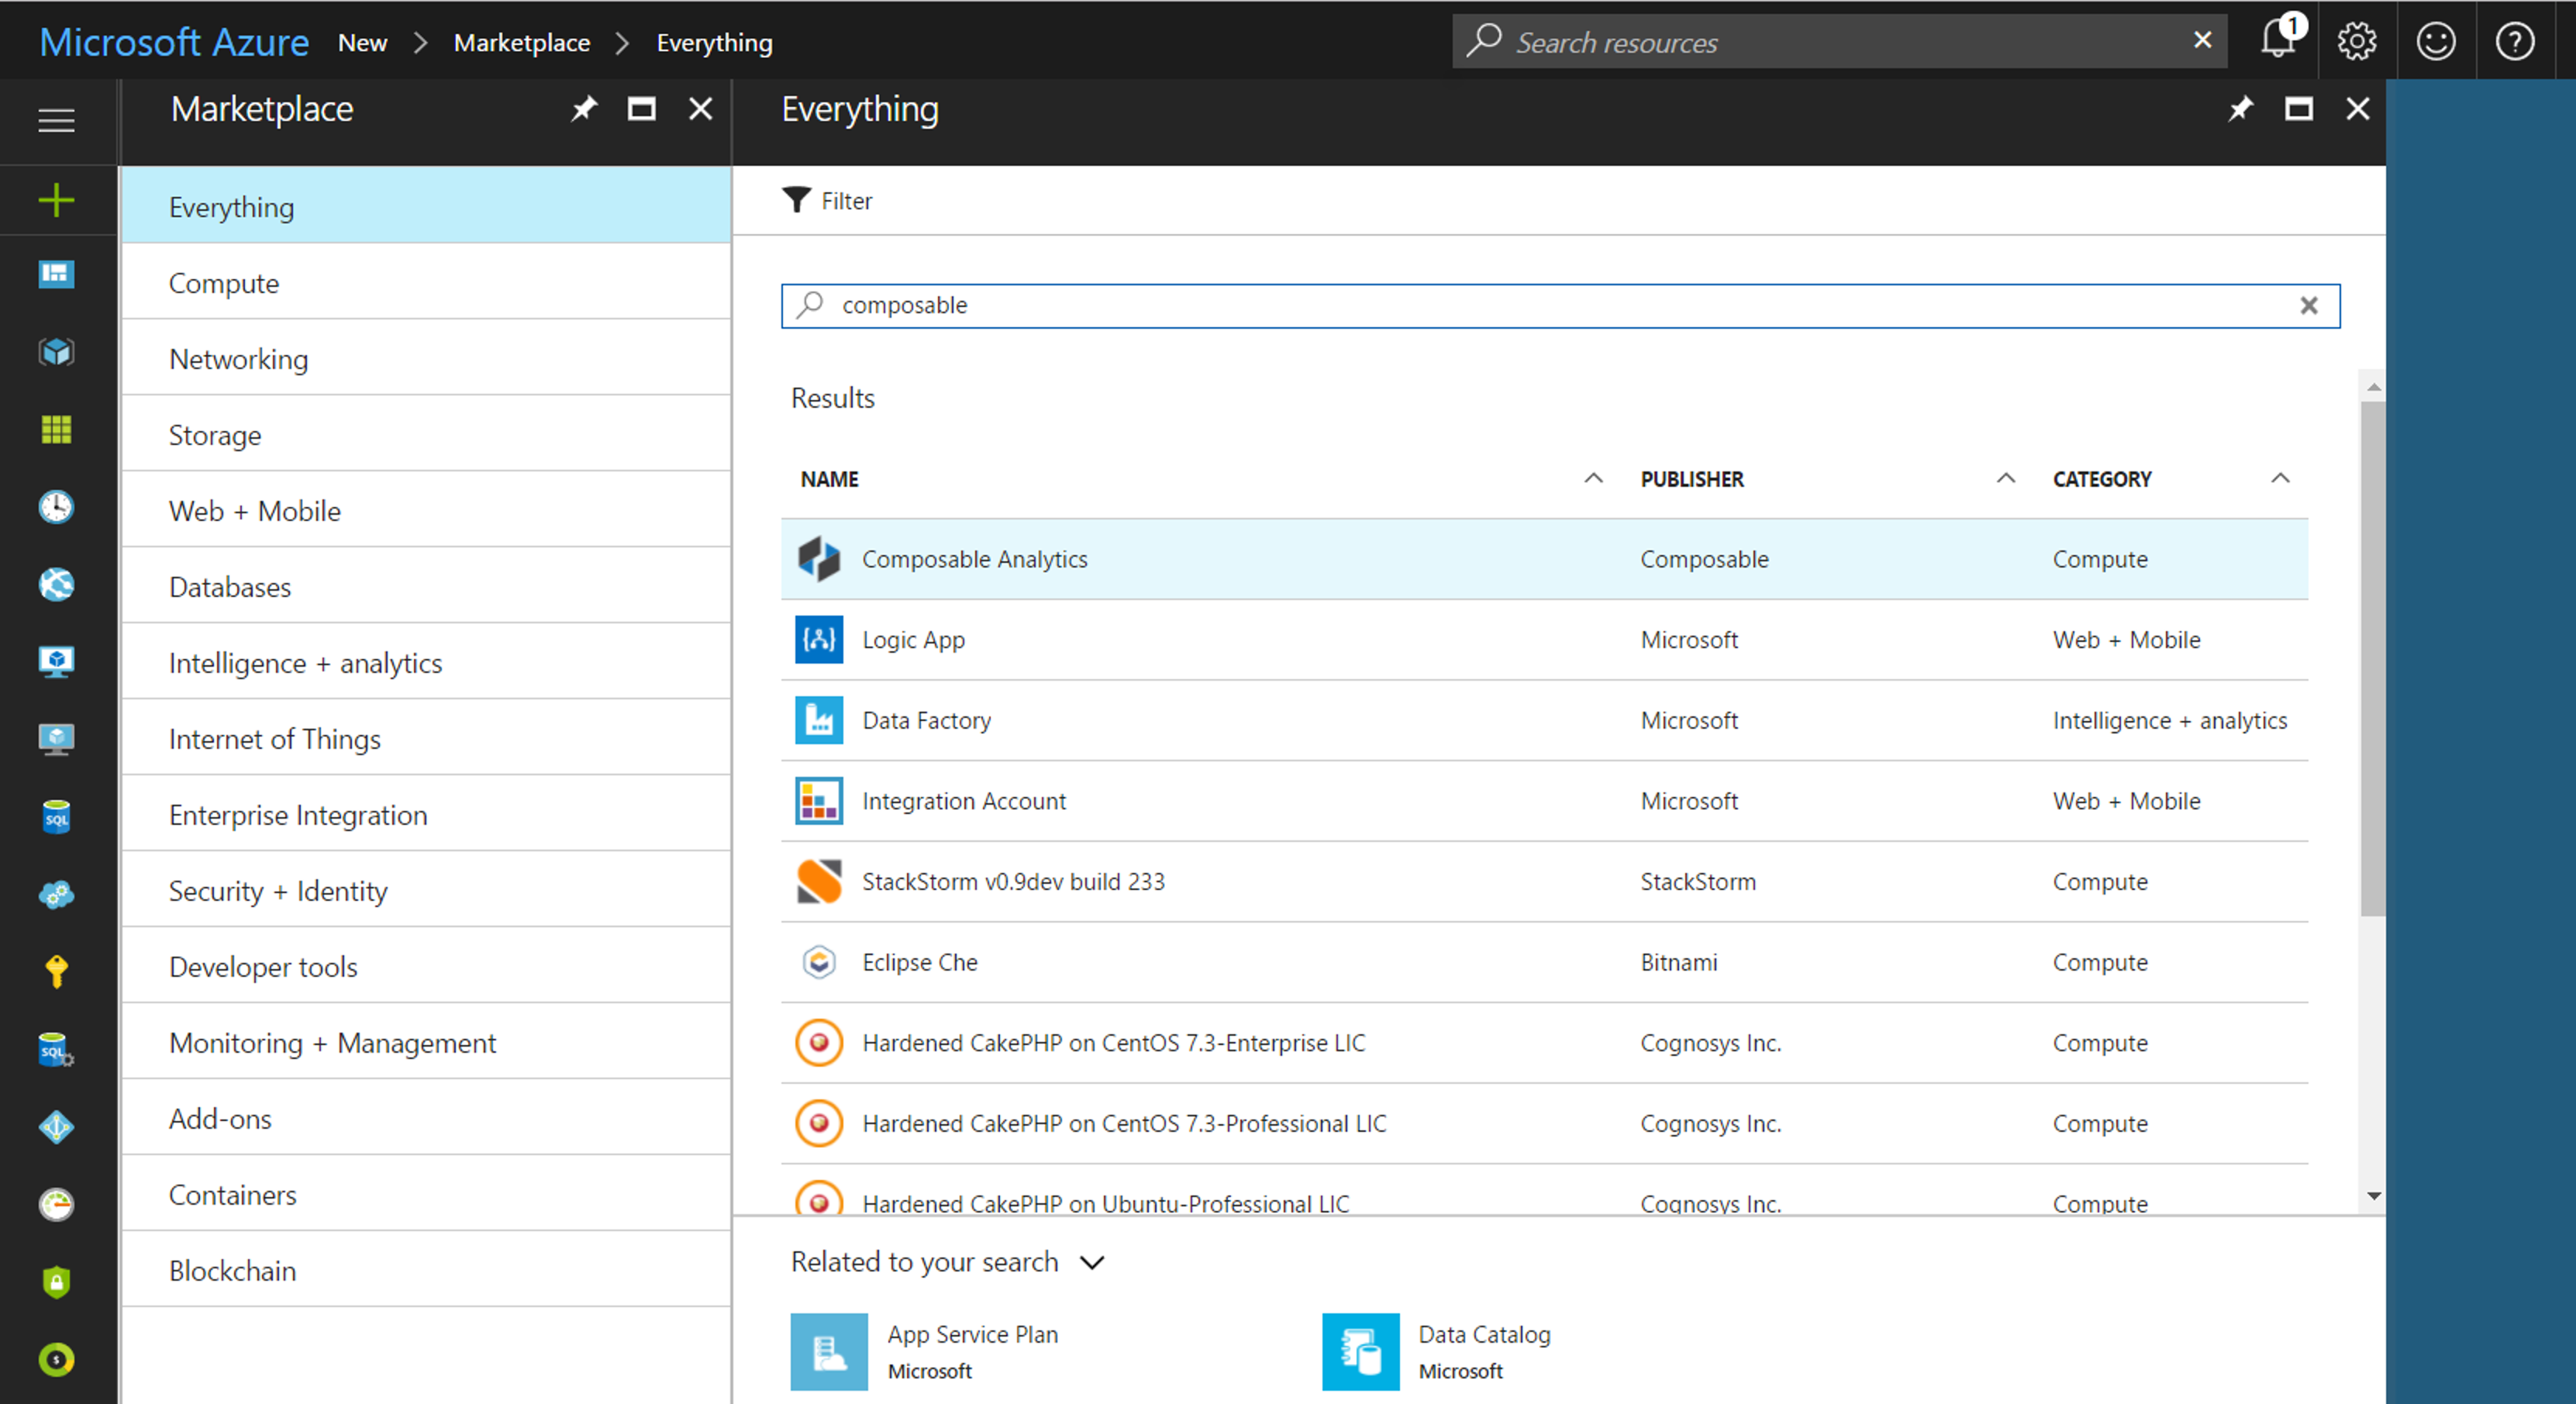 Microsoft Azure New > Marketplace > Everything
Search resources
1
Marketplace
Everything
Compute
Networking
Storage
Web + Mobile
Databases
Intelligence + analytics
Internet of Things
Enterprise Integration
Security + Identity
Developer tools
Monitoring + Management
Add-ons
Containers
Blockchain
Everything
Filter
composable
Results
NAME PUBLISHER CATEGORY
Composable Analytics Composable Compute
Logic App Microsoft Web + Mobile
Data Factory Microsoft Intelligence + analytics
Integration Account Microsoft Web + Mobile
StackStorm v0.9dev build 233 StackStorm Compute
Eclipse Che Bitnami Compute
Hardened CakePHP on CentOS 7.3-Enterprise LIC Cognosys Inc. Compute
Hardened CakePHP on CentOS 7.3-Professional LIC Cognosys Inc. Compute
Hardened CakePHP on Ubuntu-Professional LIC Cognosys Inc. Compute
Related to your search
App Service Plan
Microsoft
Data Catalog
Microsoft
SQL
SQL